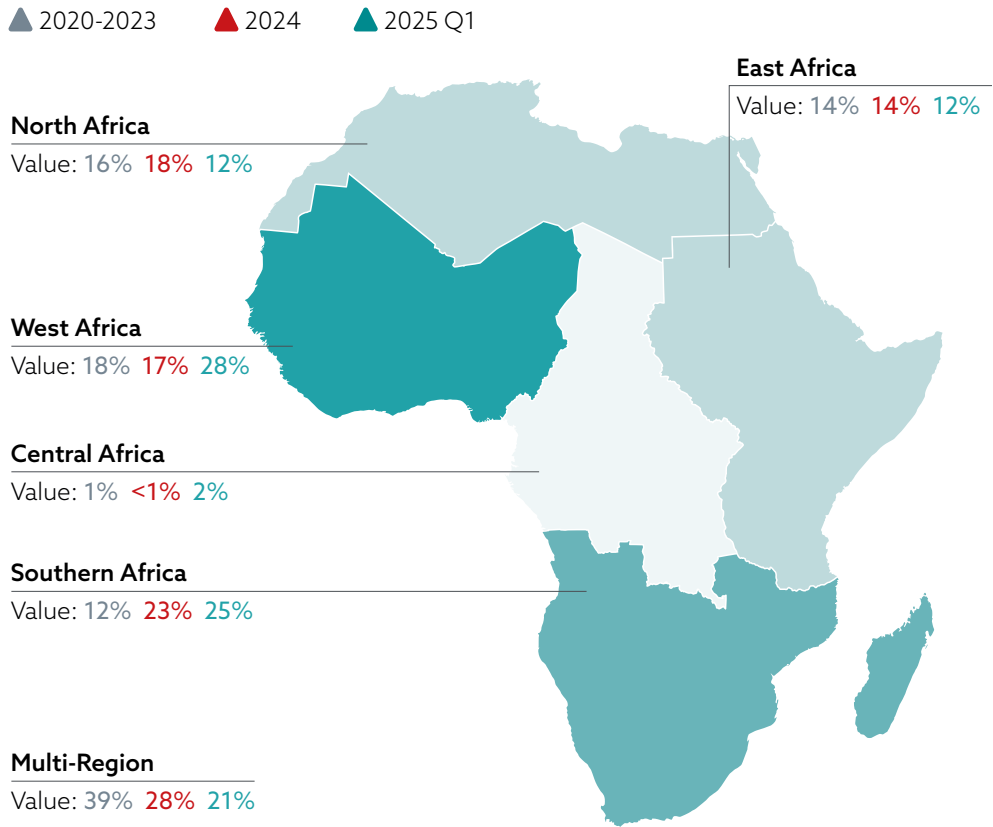 2020-2023 2024 2025 Q1
East Africa
Value: 14% 14% 12%
North Africa
Value: 16% 18% 12%
West Africa
Value: 18% 17% 28%
Central Africa
Value: 1% <1% 2%
Southern Africa
Value: 12% 23% 25%
Multi-Region
Value: 39% 28% 21%